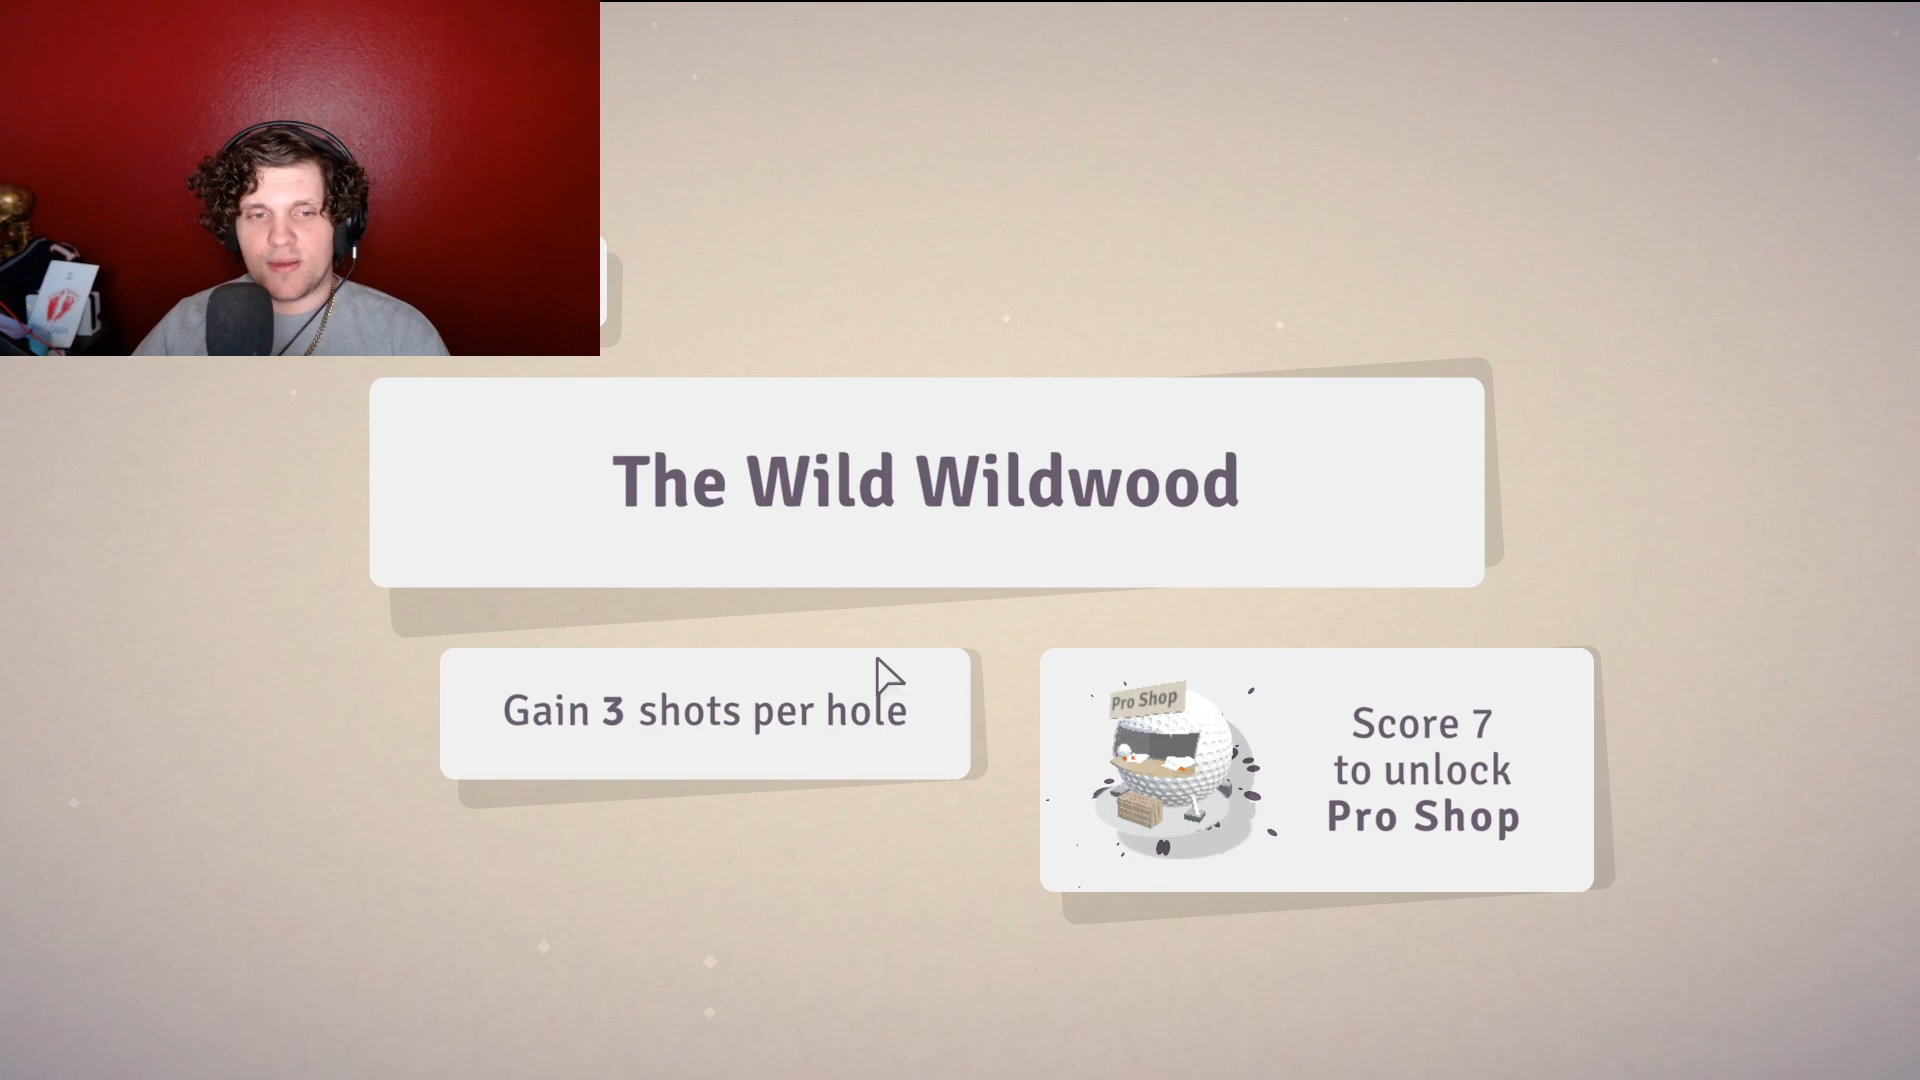 The Wild Wildwood
Gain 3 shots per hole
Pro Shop
Score 7
to unlock
Pro Shop